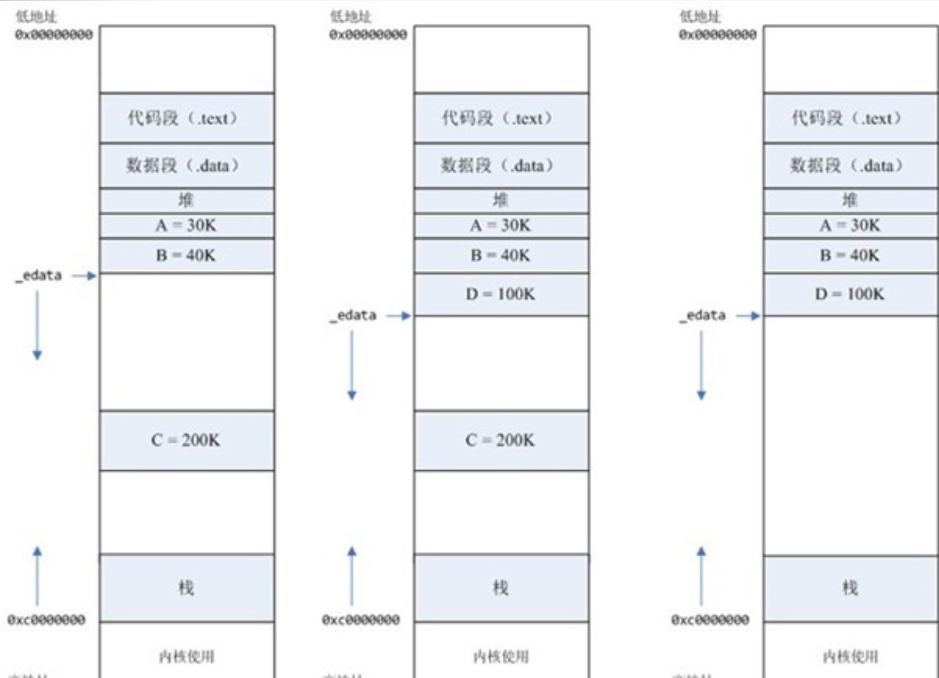 低地址
0x00000000
代码段（.text）
数据段（.data）
堆
A = 30K
B = 40K
_edata
C = 200K
栈
0xc0000000
内核使用
低地址
0x00000000
代码段（.text）
数据段（.data）
堆
A = 30K
B = 40K
D = 100K
_edata
C = 200K
栈
0xc0000000
内核使用
低地址
0x00000000
代码段（.text）
数据段（.data）
堆
A = 30K
B = 40K
D = 100K
_edata
栈
0xc0000000
内核使用